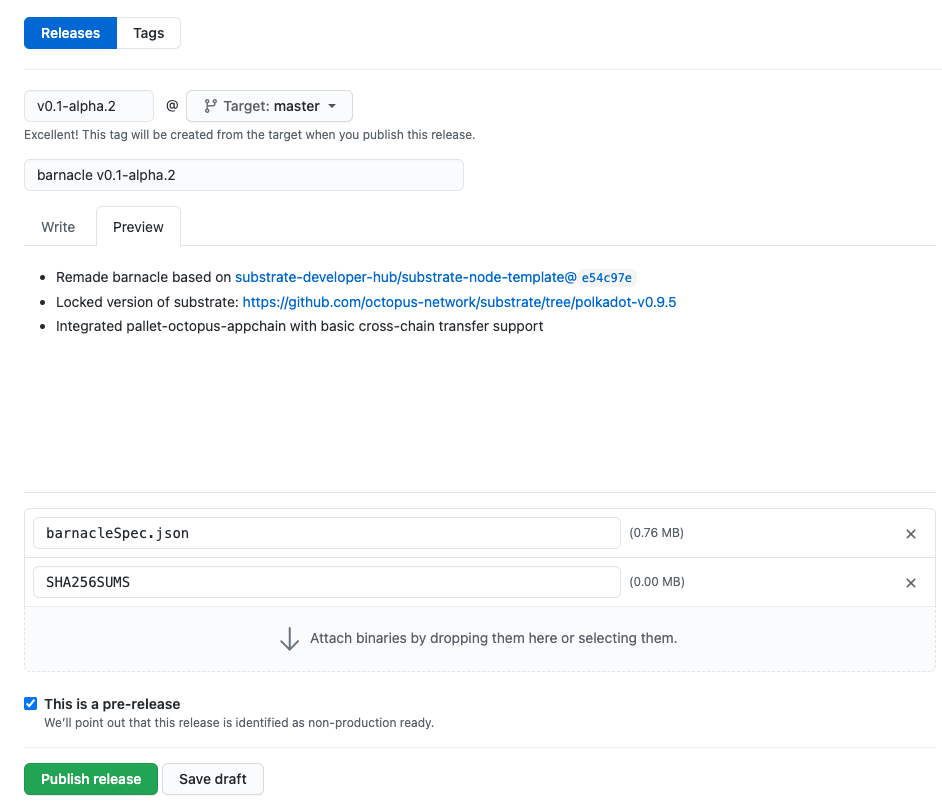 Releases Tags
v0.1-alpha.2 @ Target: master
Excellent! This tag will be created from the target when you publish this release.
barnacle v0.1-alpha.2
Write Preview
• Remade barnacle based on substrate-developer-hub/substrate-node-template@ e54c97e
• Locked version of substrate: https://github.com/octopus-network/substrate/tree/polkadot-v0.9.5
• Integrated pallet-octopus-appchain with basic cross-chain transfer support
barnacleSpec.json (0.76 MB) ×
SHA256SUMS (0.00 MB) ×
Attach binaries by dropping them here or selecting them.
This is a pre-release
We’ll point out that this release is identified as non-production ready.
Publish release Save draft